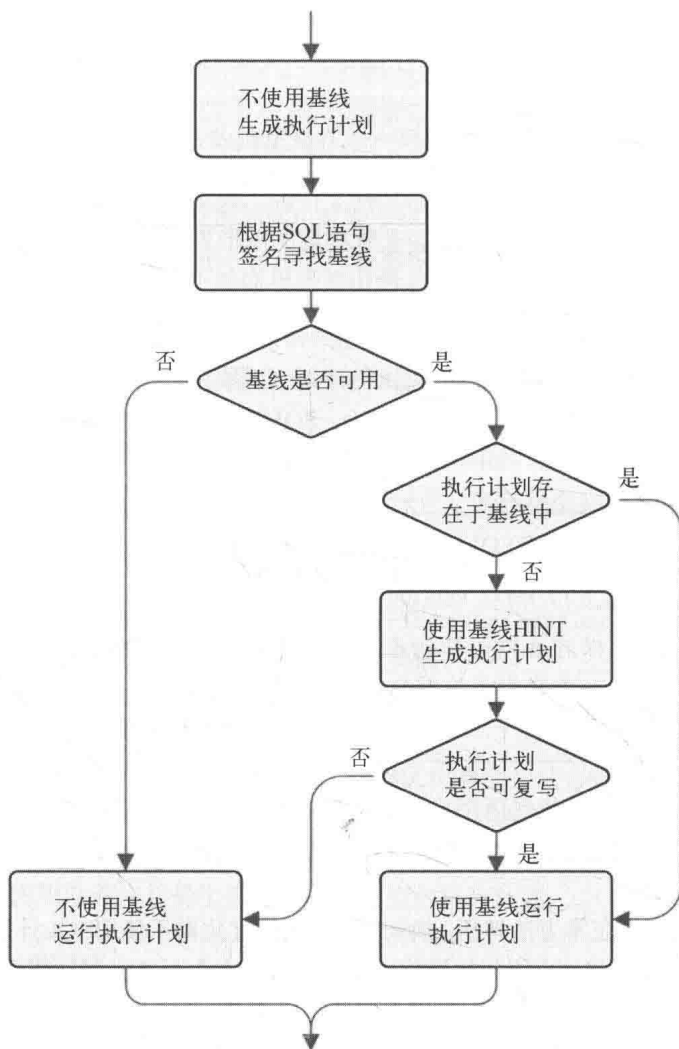 不使用基线
生成执行计划
根据SQL语句
签名寻找基线
否
是
基线是否可用
执行计划存
在于基线中
是
否
使用基线HINT
生成执行计划
否
执行计划
是否可复写
是
不使用基线
运行执行计划
使用基线运行
执行计划